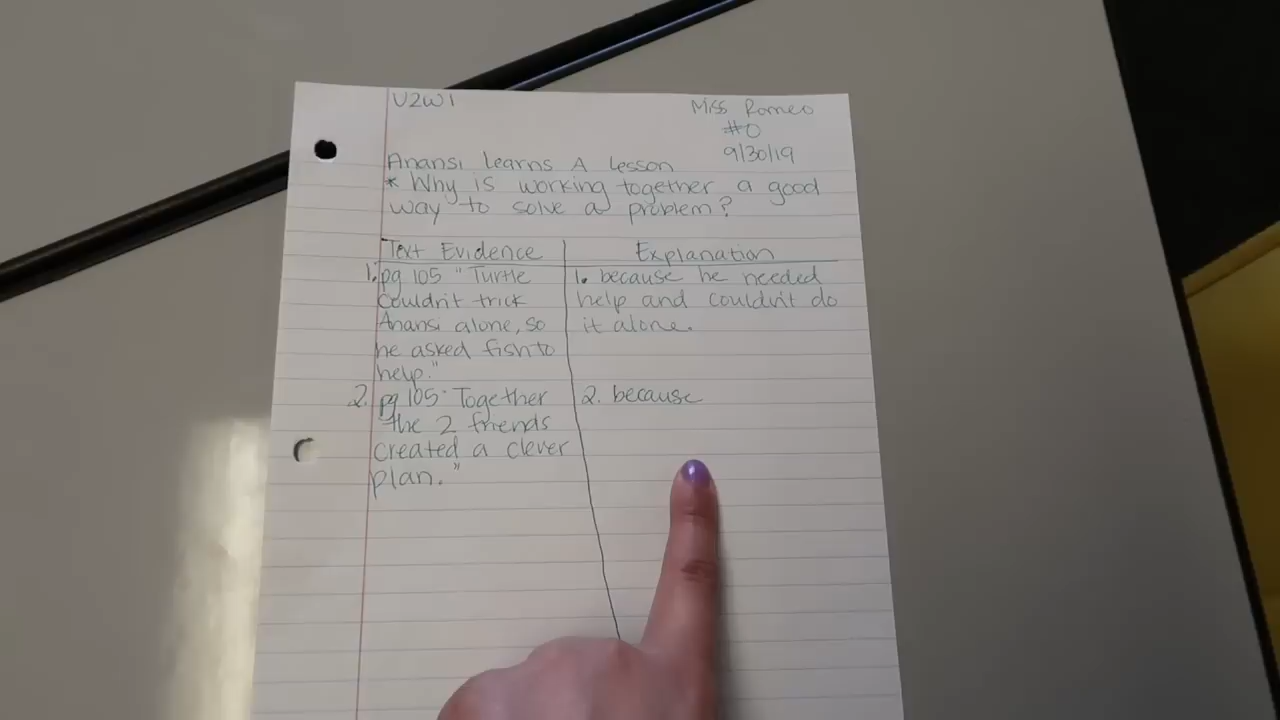 U2W1
Miss Romeo
#0
9/30/19
Anansi Learns A Lesson
* Why is working together a good
way to solve a problem?
Text Evidence
Explanation
1. pg 105 "Turtle
couldn't trick
Anansi alone, so
he asked fish to
help."
1. because he needed
help and couldn't do
it alone.
2. pg 105 "Together
the 2 friends
created a clever
plan."
2. because